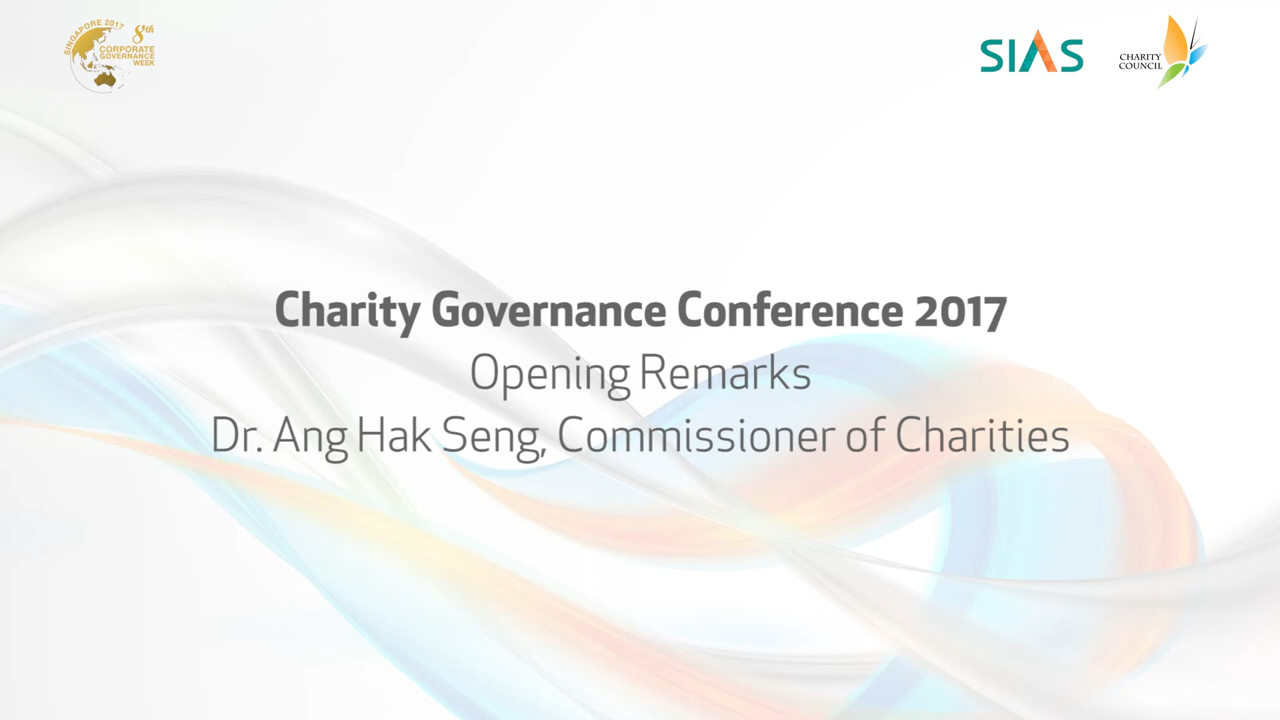 SINGAPORE 2017
8th
CORPORATE
GOVERNANCE
WEEK
SIAS
CHARITY
COUNCIL
Charity Governance Conference 2017
Opening Remarks
Dr. Ang Hak Seng, Commissioner of Charities